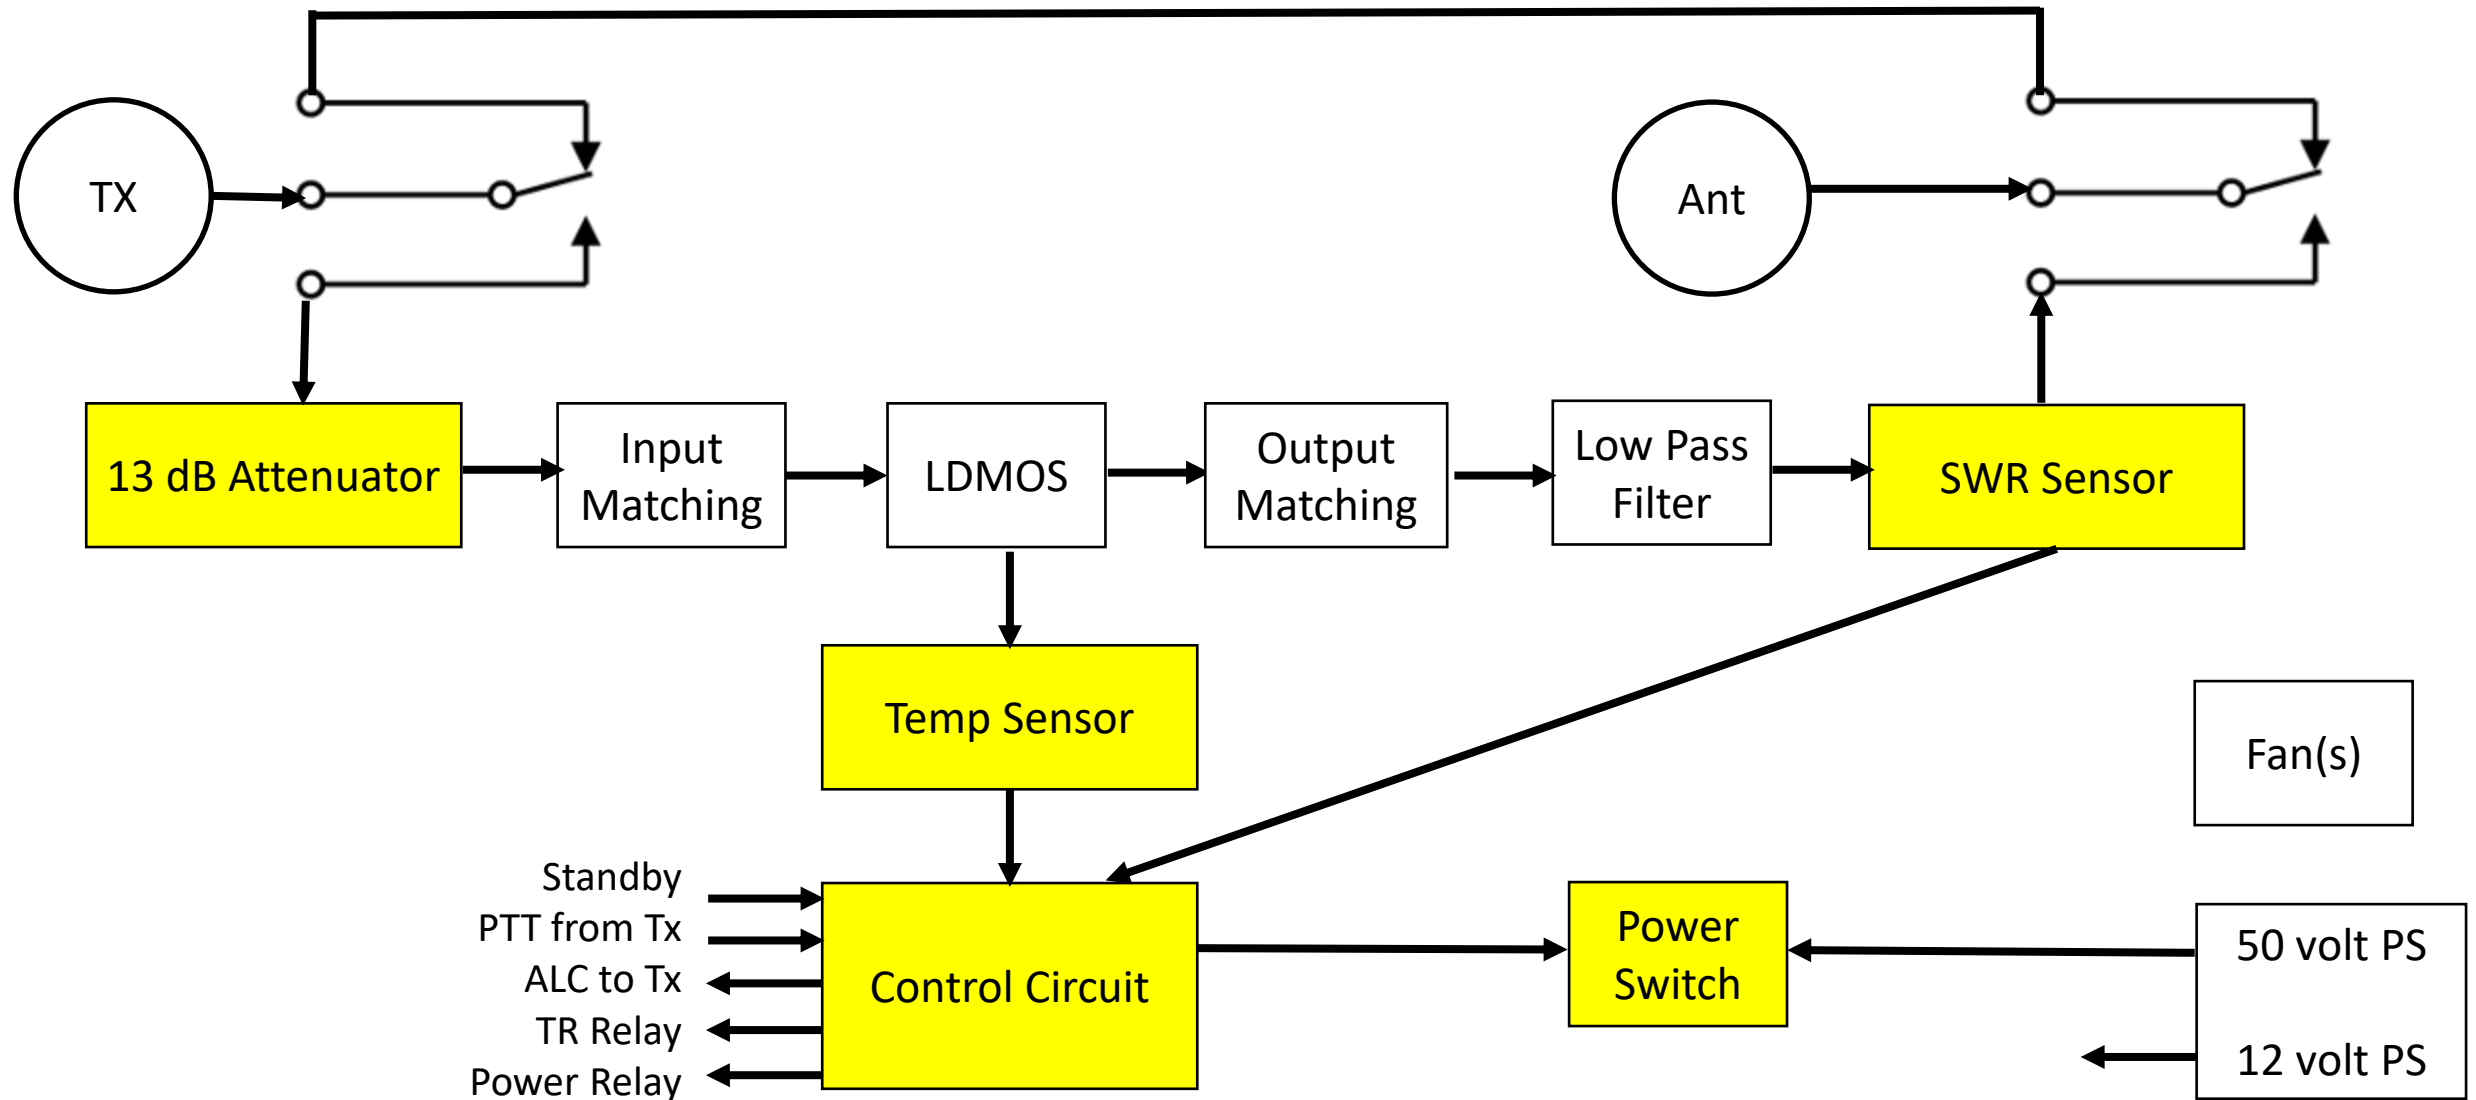 TX
Ant
13 dB Attenuator
Input
Matching
LDMOS
Output
Matching
Low Pass
Filter
SWR Sensor
Temp Sensor
Fan(s)
Standby
PTT from Tx
ALC to Tx
TR Relay
Power Relay
Control Circuit
Power
Switch
50 volt PS
12 volt PS